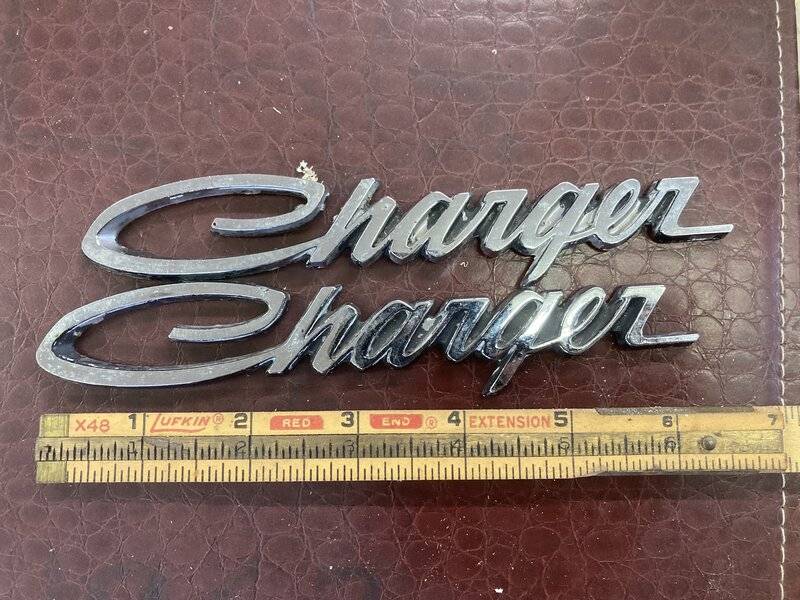 Charger
Charger
X48 1 LUFKIN® 2 RED 3 END ® 4 EXTENSION 5 6 7